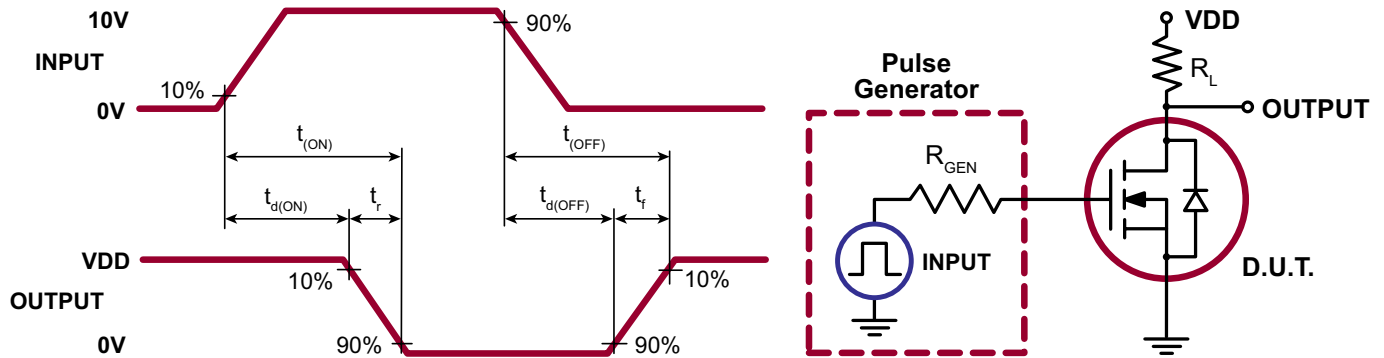 10V
INPUT
0V
10%
90%
t(ON)
t(OFF)
td(ON)
tr
td(OFF)
tf
VDD
OUTPUT
0V
10%
90%
10%
90%
Pulse
Generator
RGEN
INPUT
VDD
RL
OUTPUT
D.U.T.